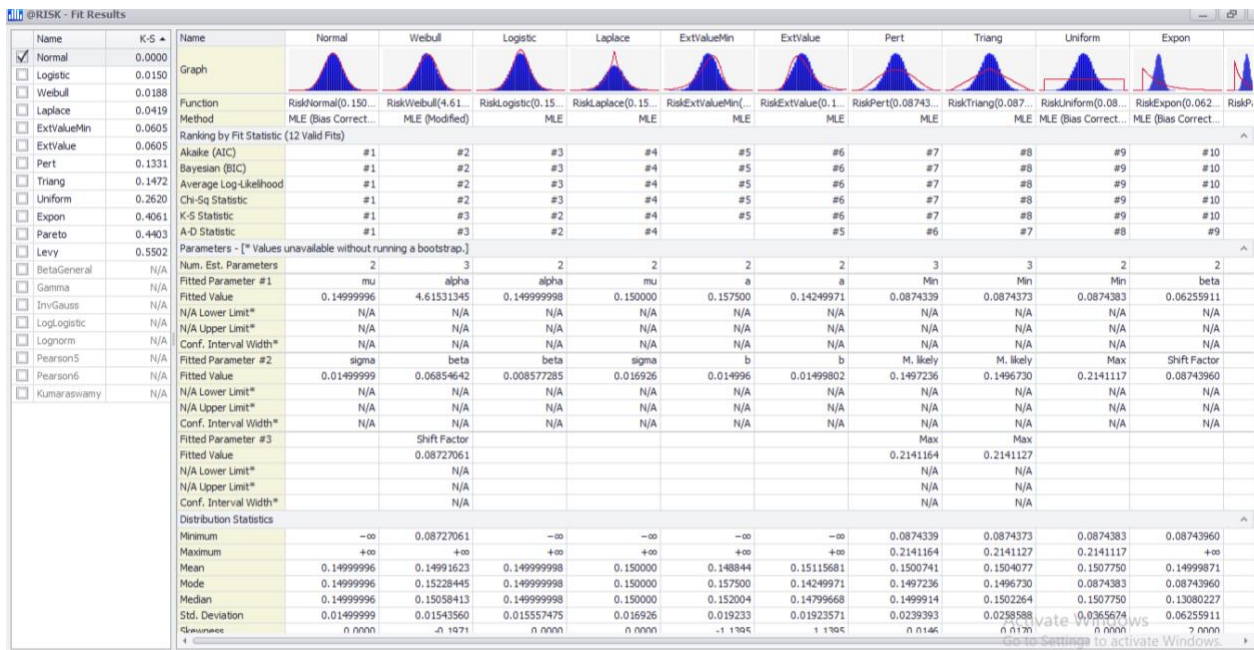 @RISK - Fit Results
Name K-S
Normal 0.0000
Logistic 0.0150
Weibull 0.0188
Laplace 0.0419
ExtValueMin 0.0605
ExtValue 0.0605
Pert 0.1331
Triang 0.1472
Uniform 0.2620
Expon 0.4061
Pareto 0.4403
Levy 0.5502
BetaGeneral N/A
Gamma N/A
InvGauss N/A
LogLogistic N/A
Lognorm N/A
Pearson5 N/A
Pearson6 N/A
Kumaraswamy N/A
Name Normal Weibull Logistic Laplace ExtValueMin ExtValue Pert Triang Uniform Expon
Graph
Function RiskNormal(0.150... RiskWeibull(4.61... RiskLogistic(0.15... RiskLaplace(0.15... RiskExtValueMin(... RiskExtValue(0.1... RiskPert(0.08743... RiskTriang(0.087... RiskUniform(0.08... RiskExpon(0.062... RiskP
Method MLE (Bias Correct... MLE (Modified) MLE MLE MLE MLE MLE MLE MLE (Bias Correct... MLE (Bias Correct...
Ranking by Fit Statistic (12 Valid Fits)
Akaike (AIC) #1 #2 #3 #4 #5 #6 #7 #8 #9 #10
Bayesian (BIC) #1 #2 #3 #4 #5 #6 #7 #8 #9 #10
Average Log-Likelihood #1 #2 #3 #4 #5 #6 #7 #8 #9 #10
Chi-Sq Statistic #1 #2 #3 #4 #5 #6 #7 #8 #9 #10
K-S Statistic #1 #3 #2 #4 #5 #6 #7 #8 #9 #10
A-D Statistic #1 #3 #2 #4 #5 #6 #7 #8 #9
Parameters - [* Values unavailable without running a bootstrap.]
Num. Est. Parameters 2 3 2 2 2 2 3 3 2 2
Fitted Parameter #1 mu alpha alpha mu a a Min Min Min beta
Fitted Value 0.14999996 4.61531345 0.149999998 0.150000 0.157500 0.14249971 0.0874339 0.0874373 0.0874383 0.06255911
N/A Lower Limit* N/A N/A N/A N/A N/A N/A N/A N/A N/A N/A
N/A Upper Limit* N/A N/A N/A N/A N/A N/A N/A N/A N/A N/A
Conf. Interval Width* N/A N/A N/A N/A N/A N/A N/A N/A N/A N/A
Fitted Parameter #2 sigma beta beta sigma b b M. likely M. likely Max Shift Factor
Fitted Value 0.01499999 0.06854642 0.008577285 0.016926 0.014996 0.01499802 0.1497236 0.1496730 0.2141117 0.08743960
N/A Lower Limit* N/A N/A N/A N/A N/A N/A N/A N/A N/A N/A
N/A Upper Limit* N/A N/A N/A N/A N/A N/A N/A N/A N/A N/A
Conf. Interval Width* N/A N/A N/A N/A N/A N/A N/A N/A N/A N/A
Fitted Parameter #3 Shift Factor Max Max
Fitted Value 0.08727061 0.2141164 0.2141127
N/A Lower Limit* N/A N/A N/A
N/A Upper Limit* N/A N/A N/A
Conf. Interval Width* N/A N/A N/A
Distribution Statistics
Minimum -∞ 0.08727061 -∞ -∞ -∞ -∞ 0.0874339 0.0874373 0.0874383 0.08743960
Maximum +∞ +∞ +∞ +∞ +∞ +∞ 0.2141164 0.2141127 0.2141117 +∞
Mean 0.14999996 0.14991623 0.149999998 0.150000 0.148844 0.15115681 0.1500741 0.1504077 0.1507750 0.14999871
Mode 0.14999996 0.15228445 0.149999998 0.150000 0.157500 0.14249971 0.1497236 0.1496730 0.0874383 0.08743960
Median 0.14999996 0.15058413 0.149999998 0.150000 0.152004 0.14799668 0.1499914 0.1502264 0.1507750 0.13080227
Std. Deviation 0.01499999 0.01543560 0.015557475 0.016926 0.019233 0.01923571 0.0239393 0.0258588 0.0365674 0.06255911
Skewness 0.0000 -0.1971 0.0000 0.0000 -1.1395 1.1395 0.0146 0.0170 0.0000 2.0000
Activate Windows
Go to Settings to activate Windows.